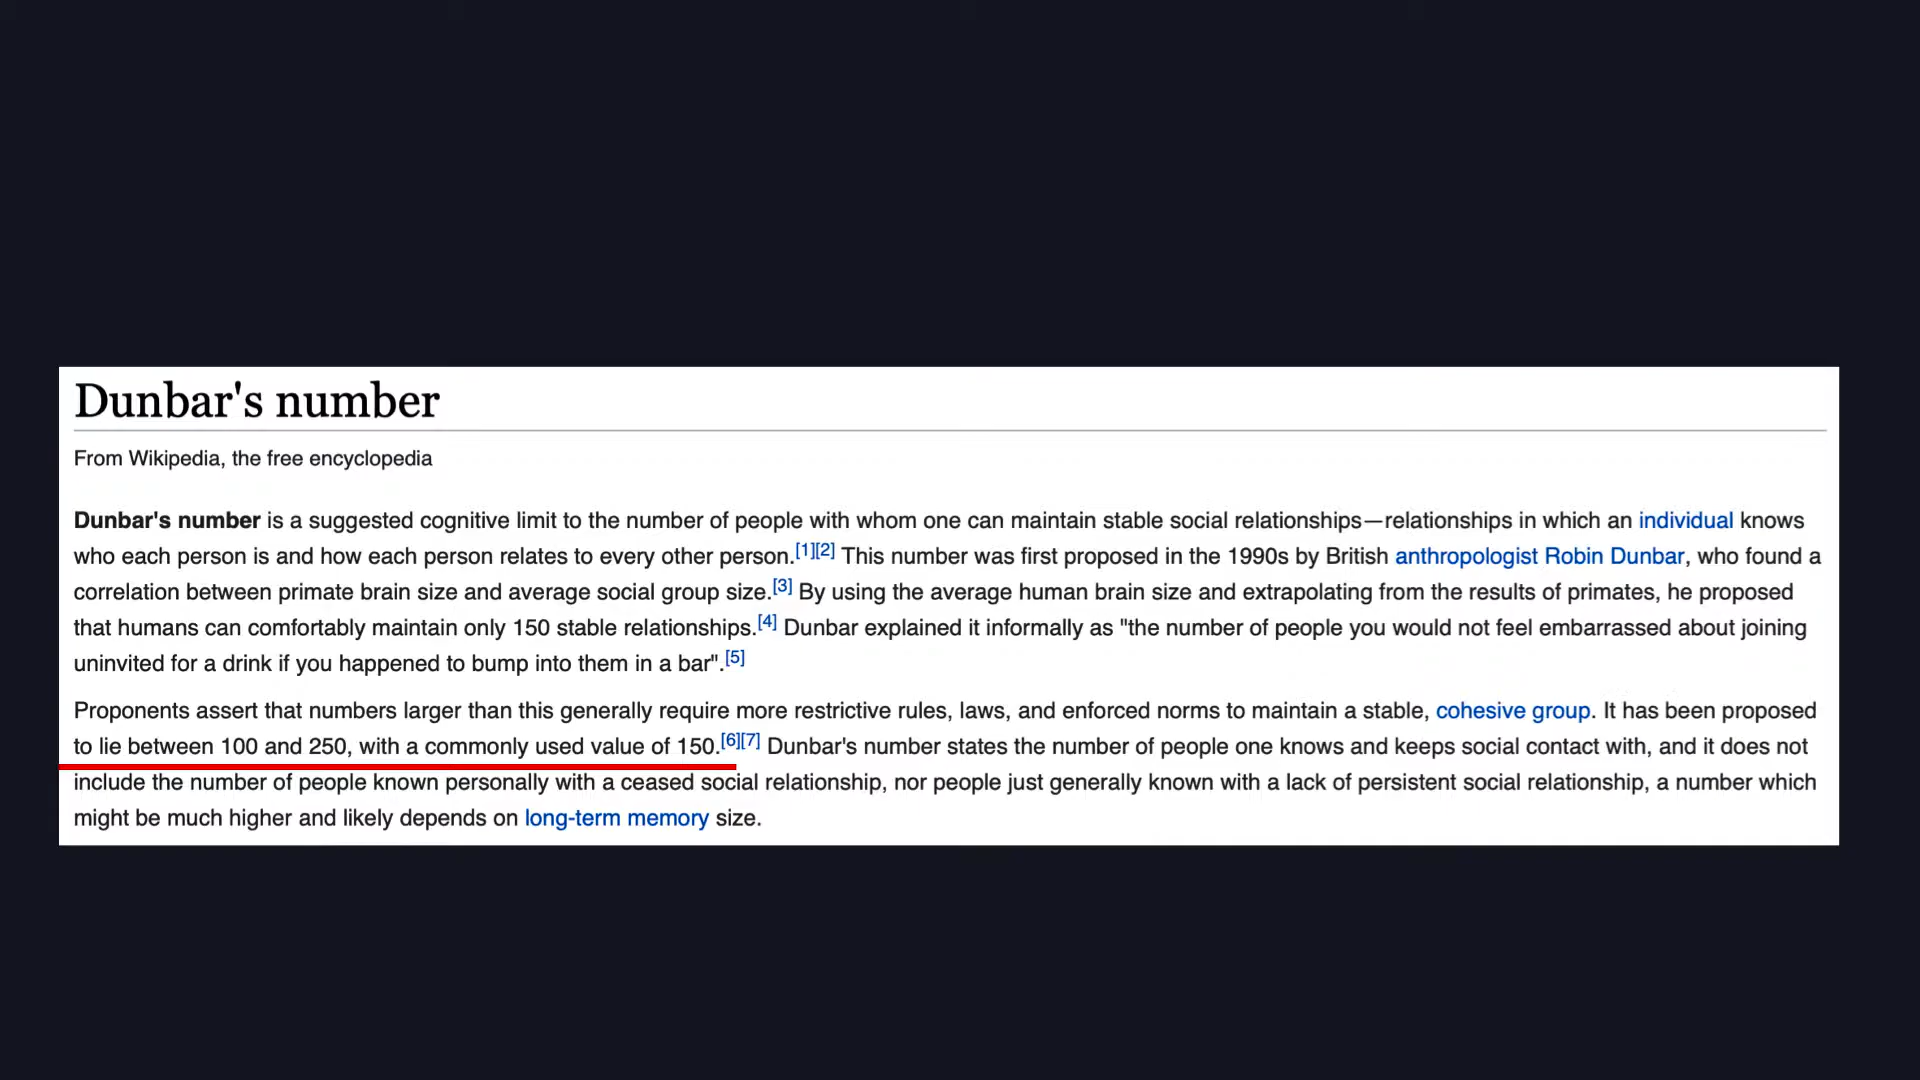 Dunbar's number
From Wikipedia, the free encyclopedia
Dunbar's number is a suggested cognitive limit to the number of people with whom one can maintain stable social relationships—relationships in which an individual knows
who each person is and how each person relates to every other person.[1][2] This number was first proposed in the 1990s by British anthropologist Robin Dunbar, who found a
correlation between primate brain size and average social group size.[3] By using the average human brain size and extrapolating from the results of primates, he proposed
that humans can comfortably maintain only 150 stable relationships.[4] Dunbar explained it informally as "the number of people you would not feel embarrassed about joining
uninvited for a drink if you happened to bump into them in a bar".[5]
Proponents assert that numbers larger than this generally require more restrictive rules, laws, and enforced norms to maintain a stable, cohesive group. It has been proposed
to lie between 100 and 250, with a commonly used value of 150.[6][7] Dunbar's number states the number of people one knows and keeps social contact with, and it does not
include the number of people known personally with a ceased social relationship, nor people just generally known with a lack of persistent social relationship, a number which
might be much higher and likely depends on long-term memory size.